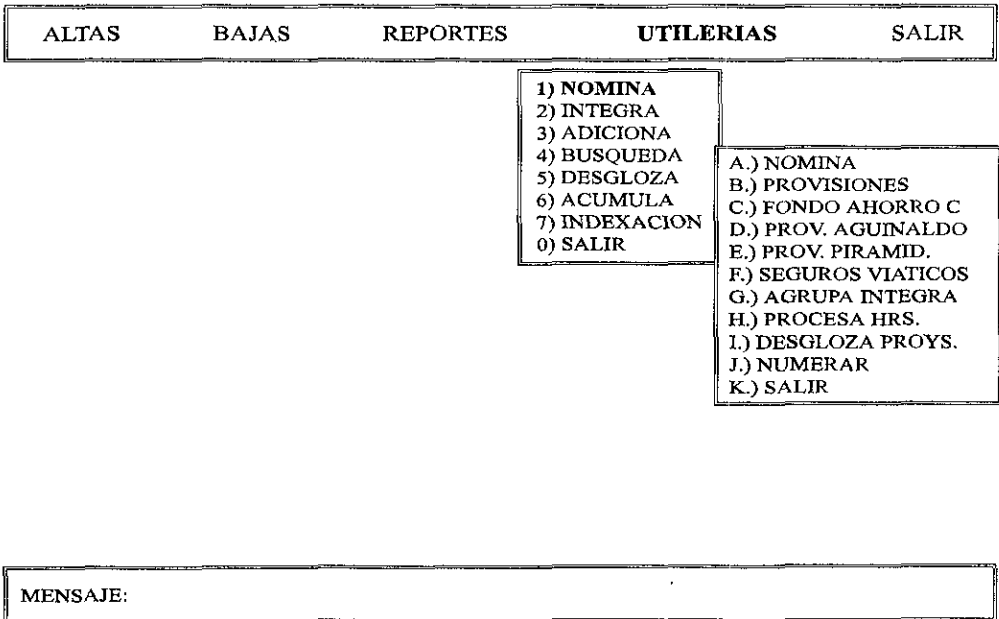 ALTAS BAJAS REPORTES UTILERIAS SALIR
1) NOMINA
2) INTEGRA
3) ADICIONA
4) BUSQUEDA
5) DESGLOZA
6) ACUMULA
7) INDEXACION
0) SALIR
A.) NOMINA
B.) PROVISIONES
C.) FONDO AHORRO C
D.) PROV. AGUINALDO
E.) PROV. PIRAMID.
F.) SEGUROS VIATICOS
G.) AGRUPA INTEGRA
H.) PROCESA HRS.
I.) DESGLOZA PROYS.
J.) NUMERAR
K.) SALIR
MENSAJE: